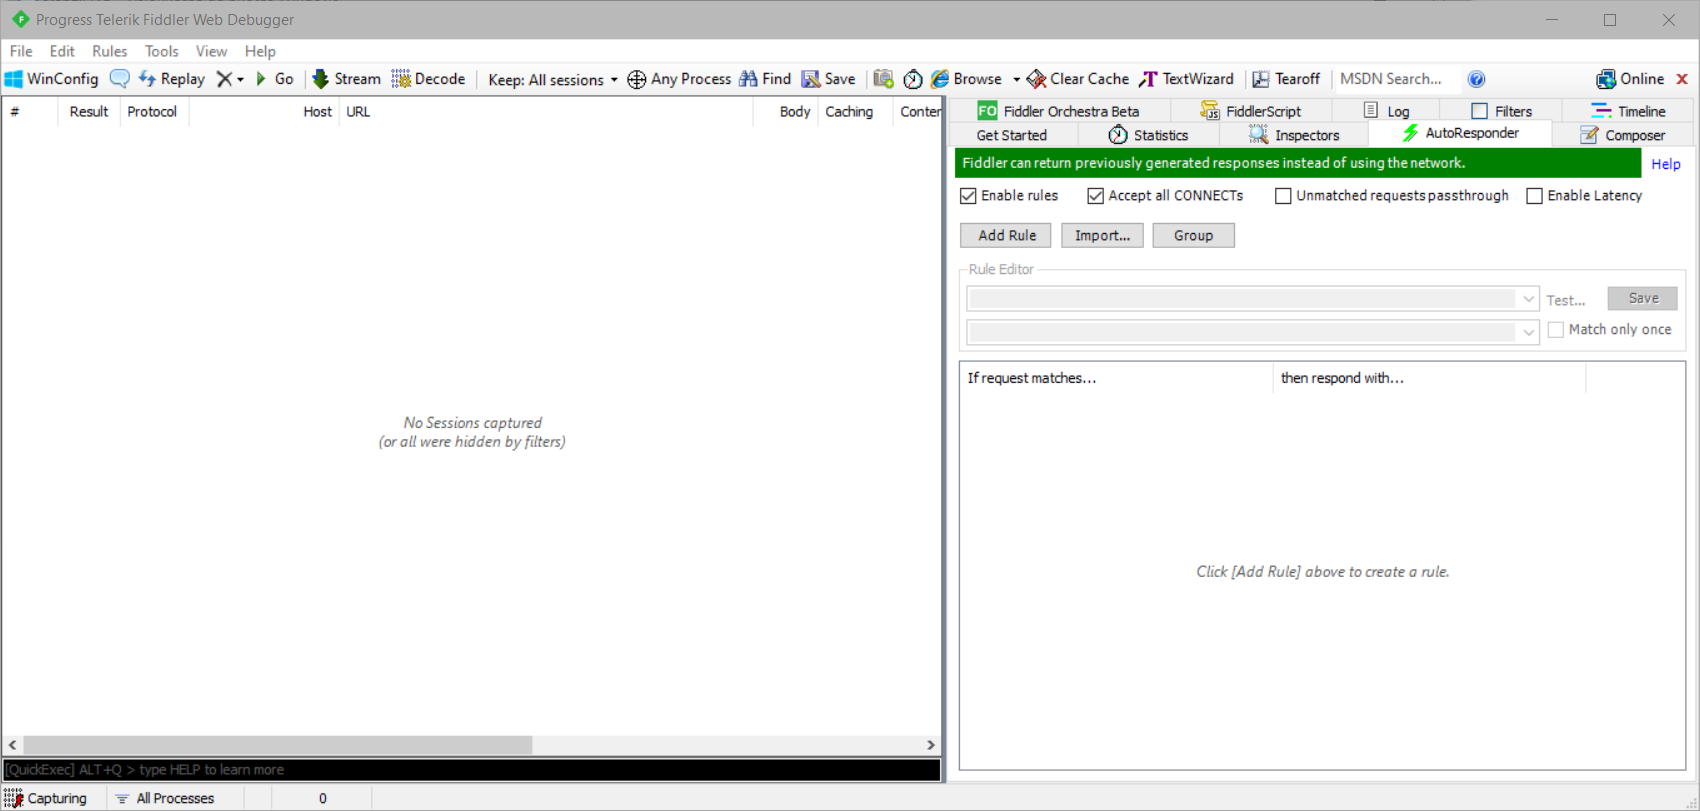 Progress Telerik Fiddler Web Debugger
File Edit Rules Tools View Help
WinConfig Replay Go Stream Decode Keep: All sessions Any Process Find Save Browse Clear Cache TextWizard Tearoff MSDN Search... Online
# Result Protocol Host URL Body Caching Conter
FO Fiddler Orchestra Beta FiddlerScript Log Filters Timeline
Get Started Statistics Inspectors AutoResponder Composer
Fiddler can return previously generated responses instead of using the network. Help
Enable rules Accept all CONNECTs Unmatched requests passthrough Enable Latency
Add Rule Import... Group
Rule Editor
Test... Save
Match only once
If request matches... then respond with...
No Sessions captured
(or all were hidden by filters)
Click [Add Rule] above to create a rule.
[QuickExec] ALT+Q > type HELP to learn more
Capturing All Processes 0